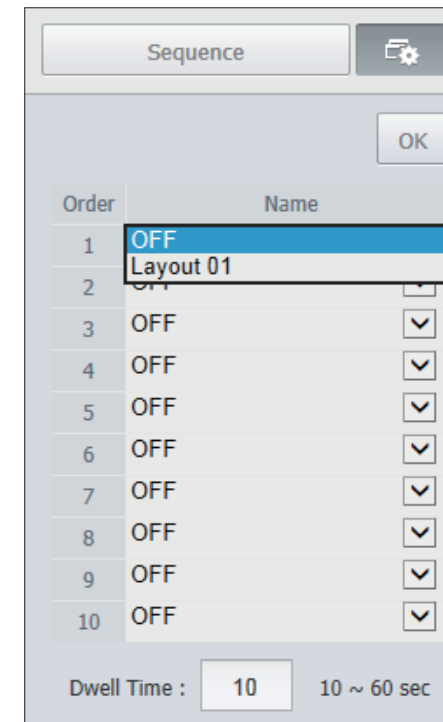 Sequence
OK
Order Name
1 OFF
Layout 01
2 OFF
3 OFF
4 OFF
5 OFF
6 OFF
7 OFF
8 OFF
9 OFF
10 OFF
Dwell Time : 10 10 ~ 60 sec